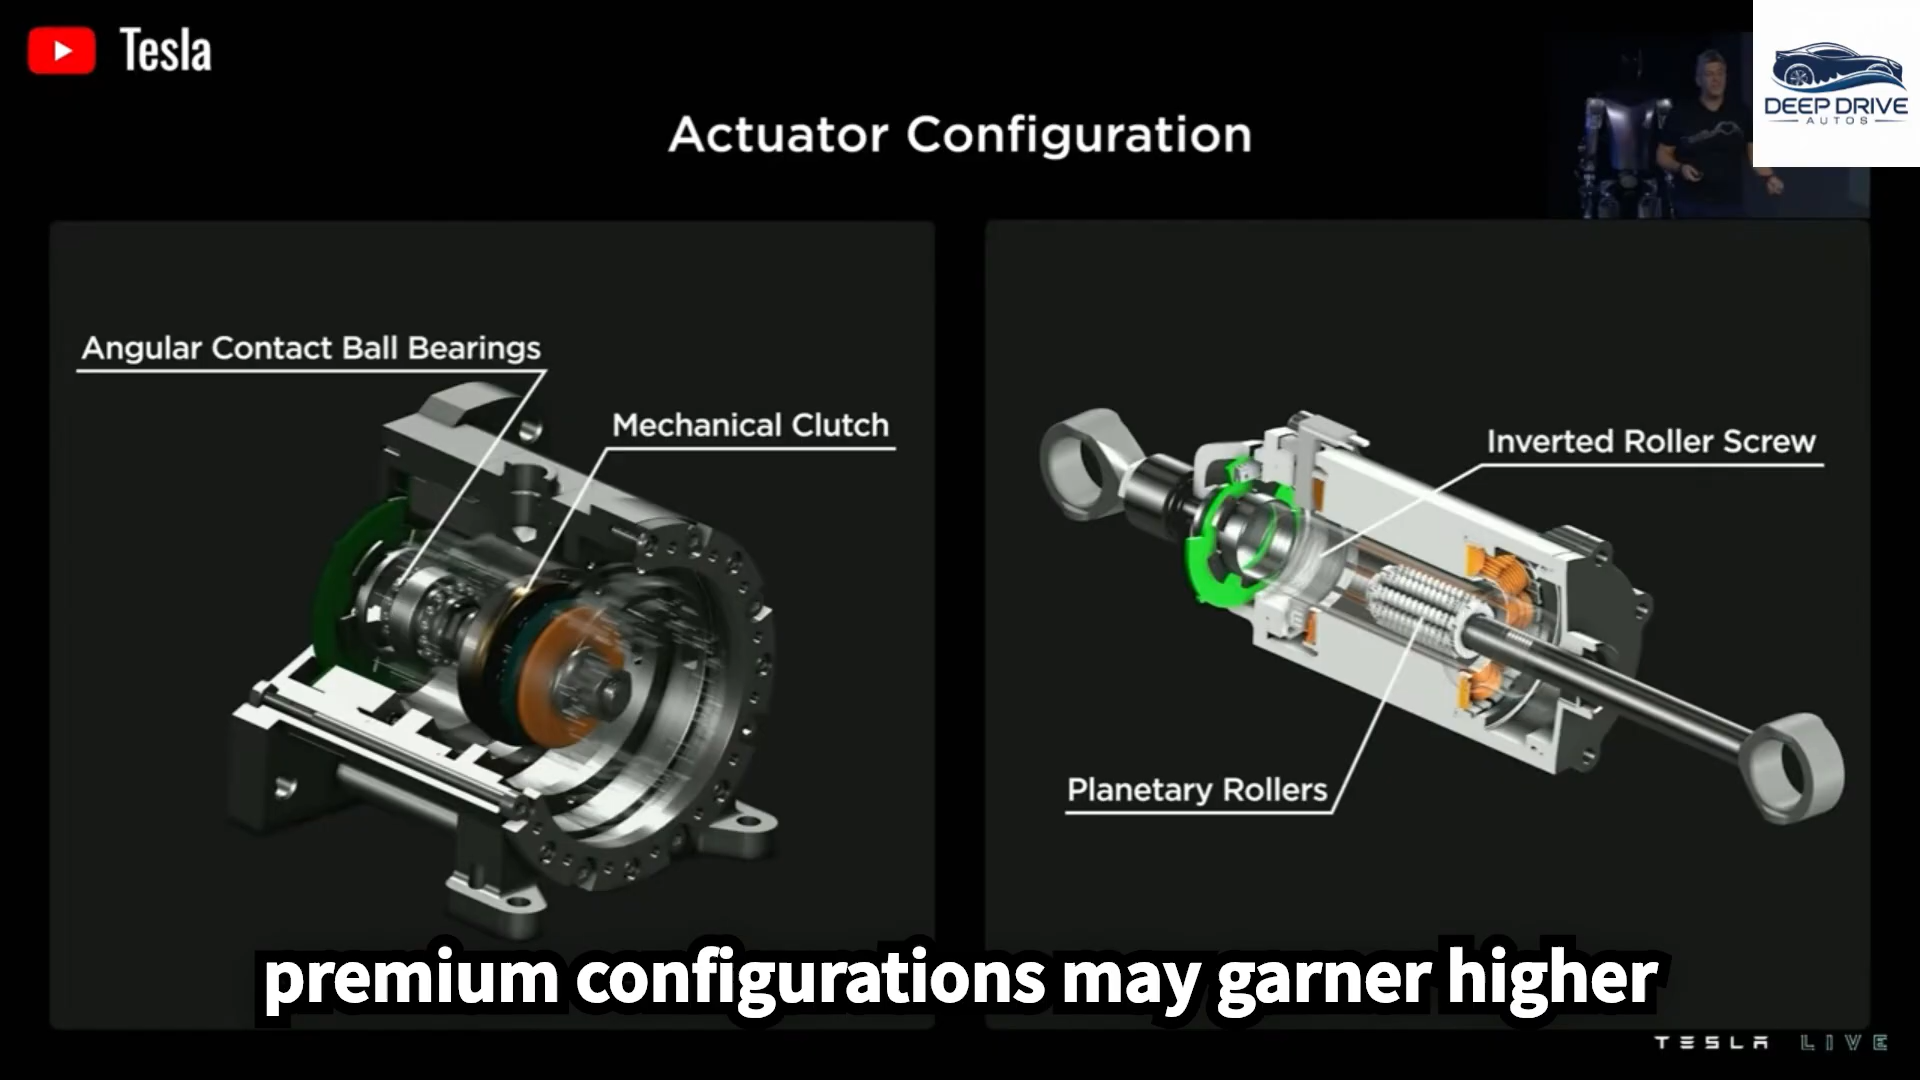 Tesla
DEEP DRIVE
AUTOS
Actuator Configuration
Angular Contact Ball Bearings
Mechanical Clutch
Inverted Roller Screw
Planetary Rollers
premium configurations may garner higher
TESLA LIVE